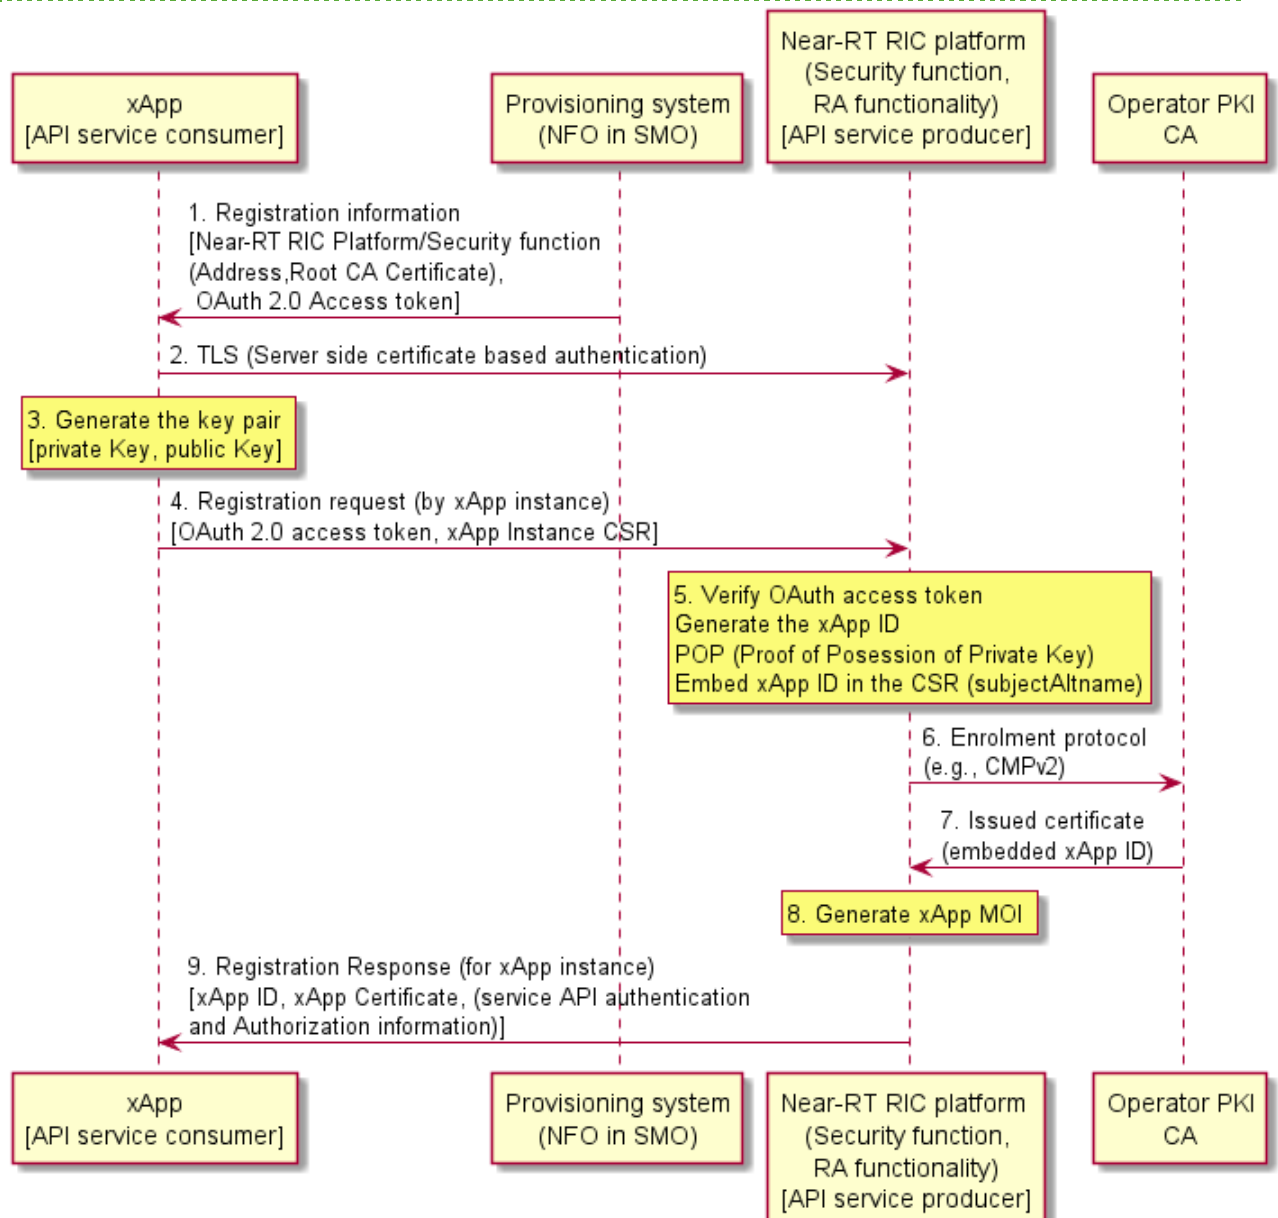 xApp
[API service consumer]
Provisioning system
(NFO in SMO)
Near-RT RIC platform
(Security function,
RA functionality)
[API service producer]
Operator PKI
CA
1. Registration information
[Near-RT RIC Platform/Security function
(Address,Root CA Certificate),
OAuth 2.0 Access token]
2. TLS (Server side certificate based authentication)
3. Generate the key pair
[private Key, public Key]
4. Registration request (by xApp instance)
[OAuth 2.0 access token, xApp Instance CSR]
5. Verify OAuth access token
Generate the xApp ID
POP (Proof of Posession of Private Key)
Embed xApp ID in the CSR (subjectAltname)
6. Enrolment protocol
(e.g., CMPv2)
7. Issued certificate
(embedded xApp ID)
8. Generate xApp MOI
9. Registration Response (for xApp instance)
[xApp ID, xApp Certificate, (service API authentication
and Authorization information)]
xApp
[API service consumer]
Provisioning system
(NFO in SMO)
Near-RT RIC platform
(Security function,
RA functionality)
[API service producer]
Operator PKI
CA